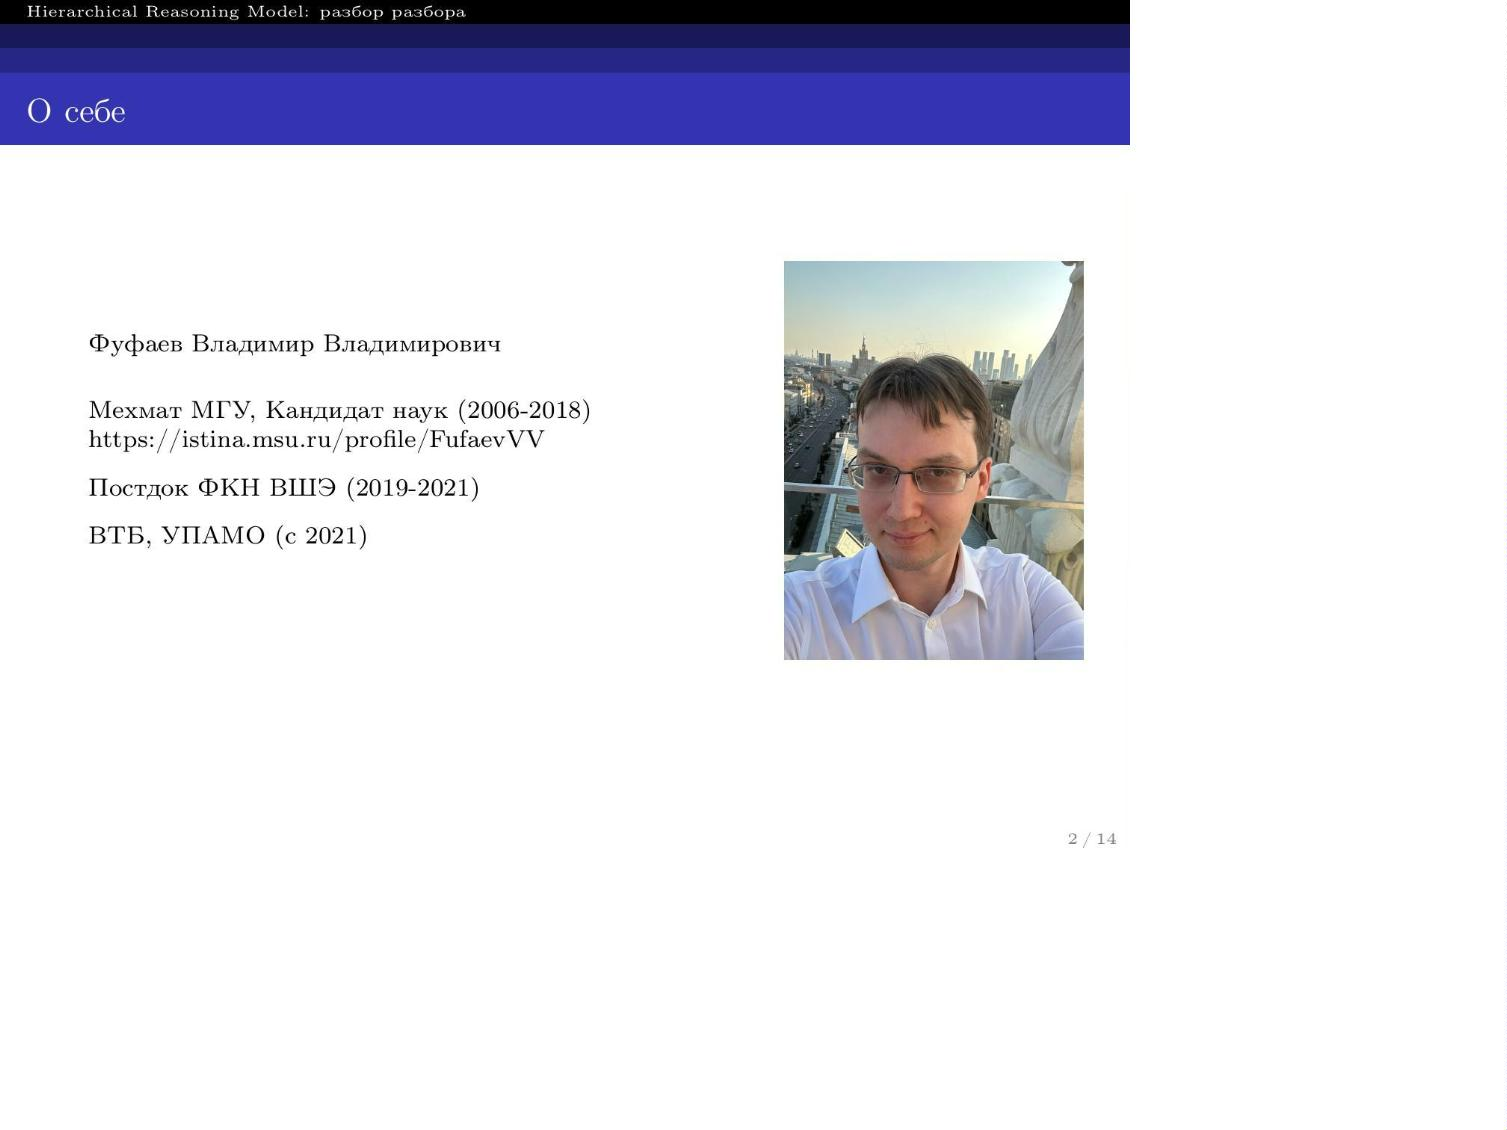 Hierarchical Reasoning Model: разбор разбора
О себе
Фуфаев Владимир Владимирович
Мехмат МГУ, Кандидат наук (2006-2018)
https://istina.msu.ru/profile/FufaevVV
Постдок ФКН ВШЭ (2019-2021)
ВТБ, УПАМО (с 2021)
2 / 14